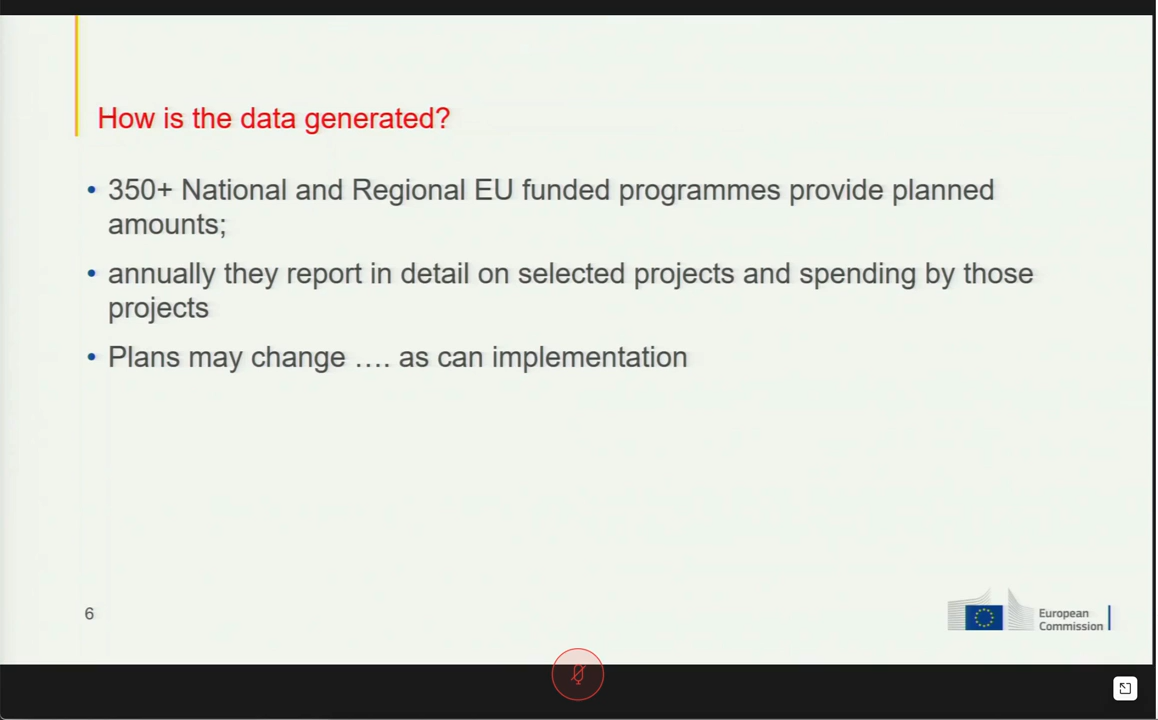 How is the data generated?
• 350+ National and Regional EU funded programmes provide planned
amounts;
• annually they report in detail on selected projects and spending by those
projects
• Plans may change …. as can implementation
6
European
Commission